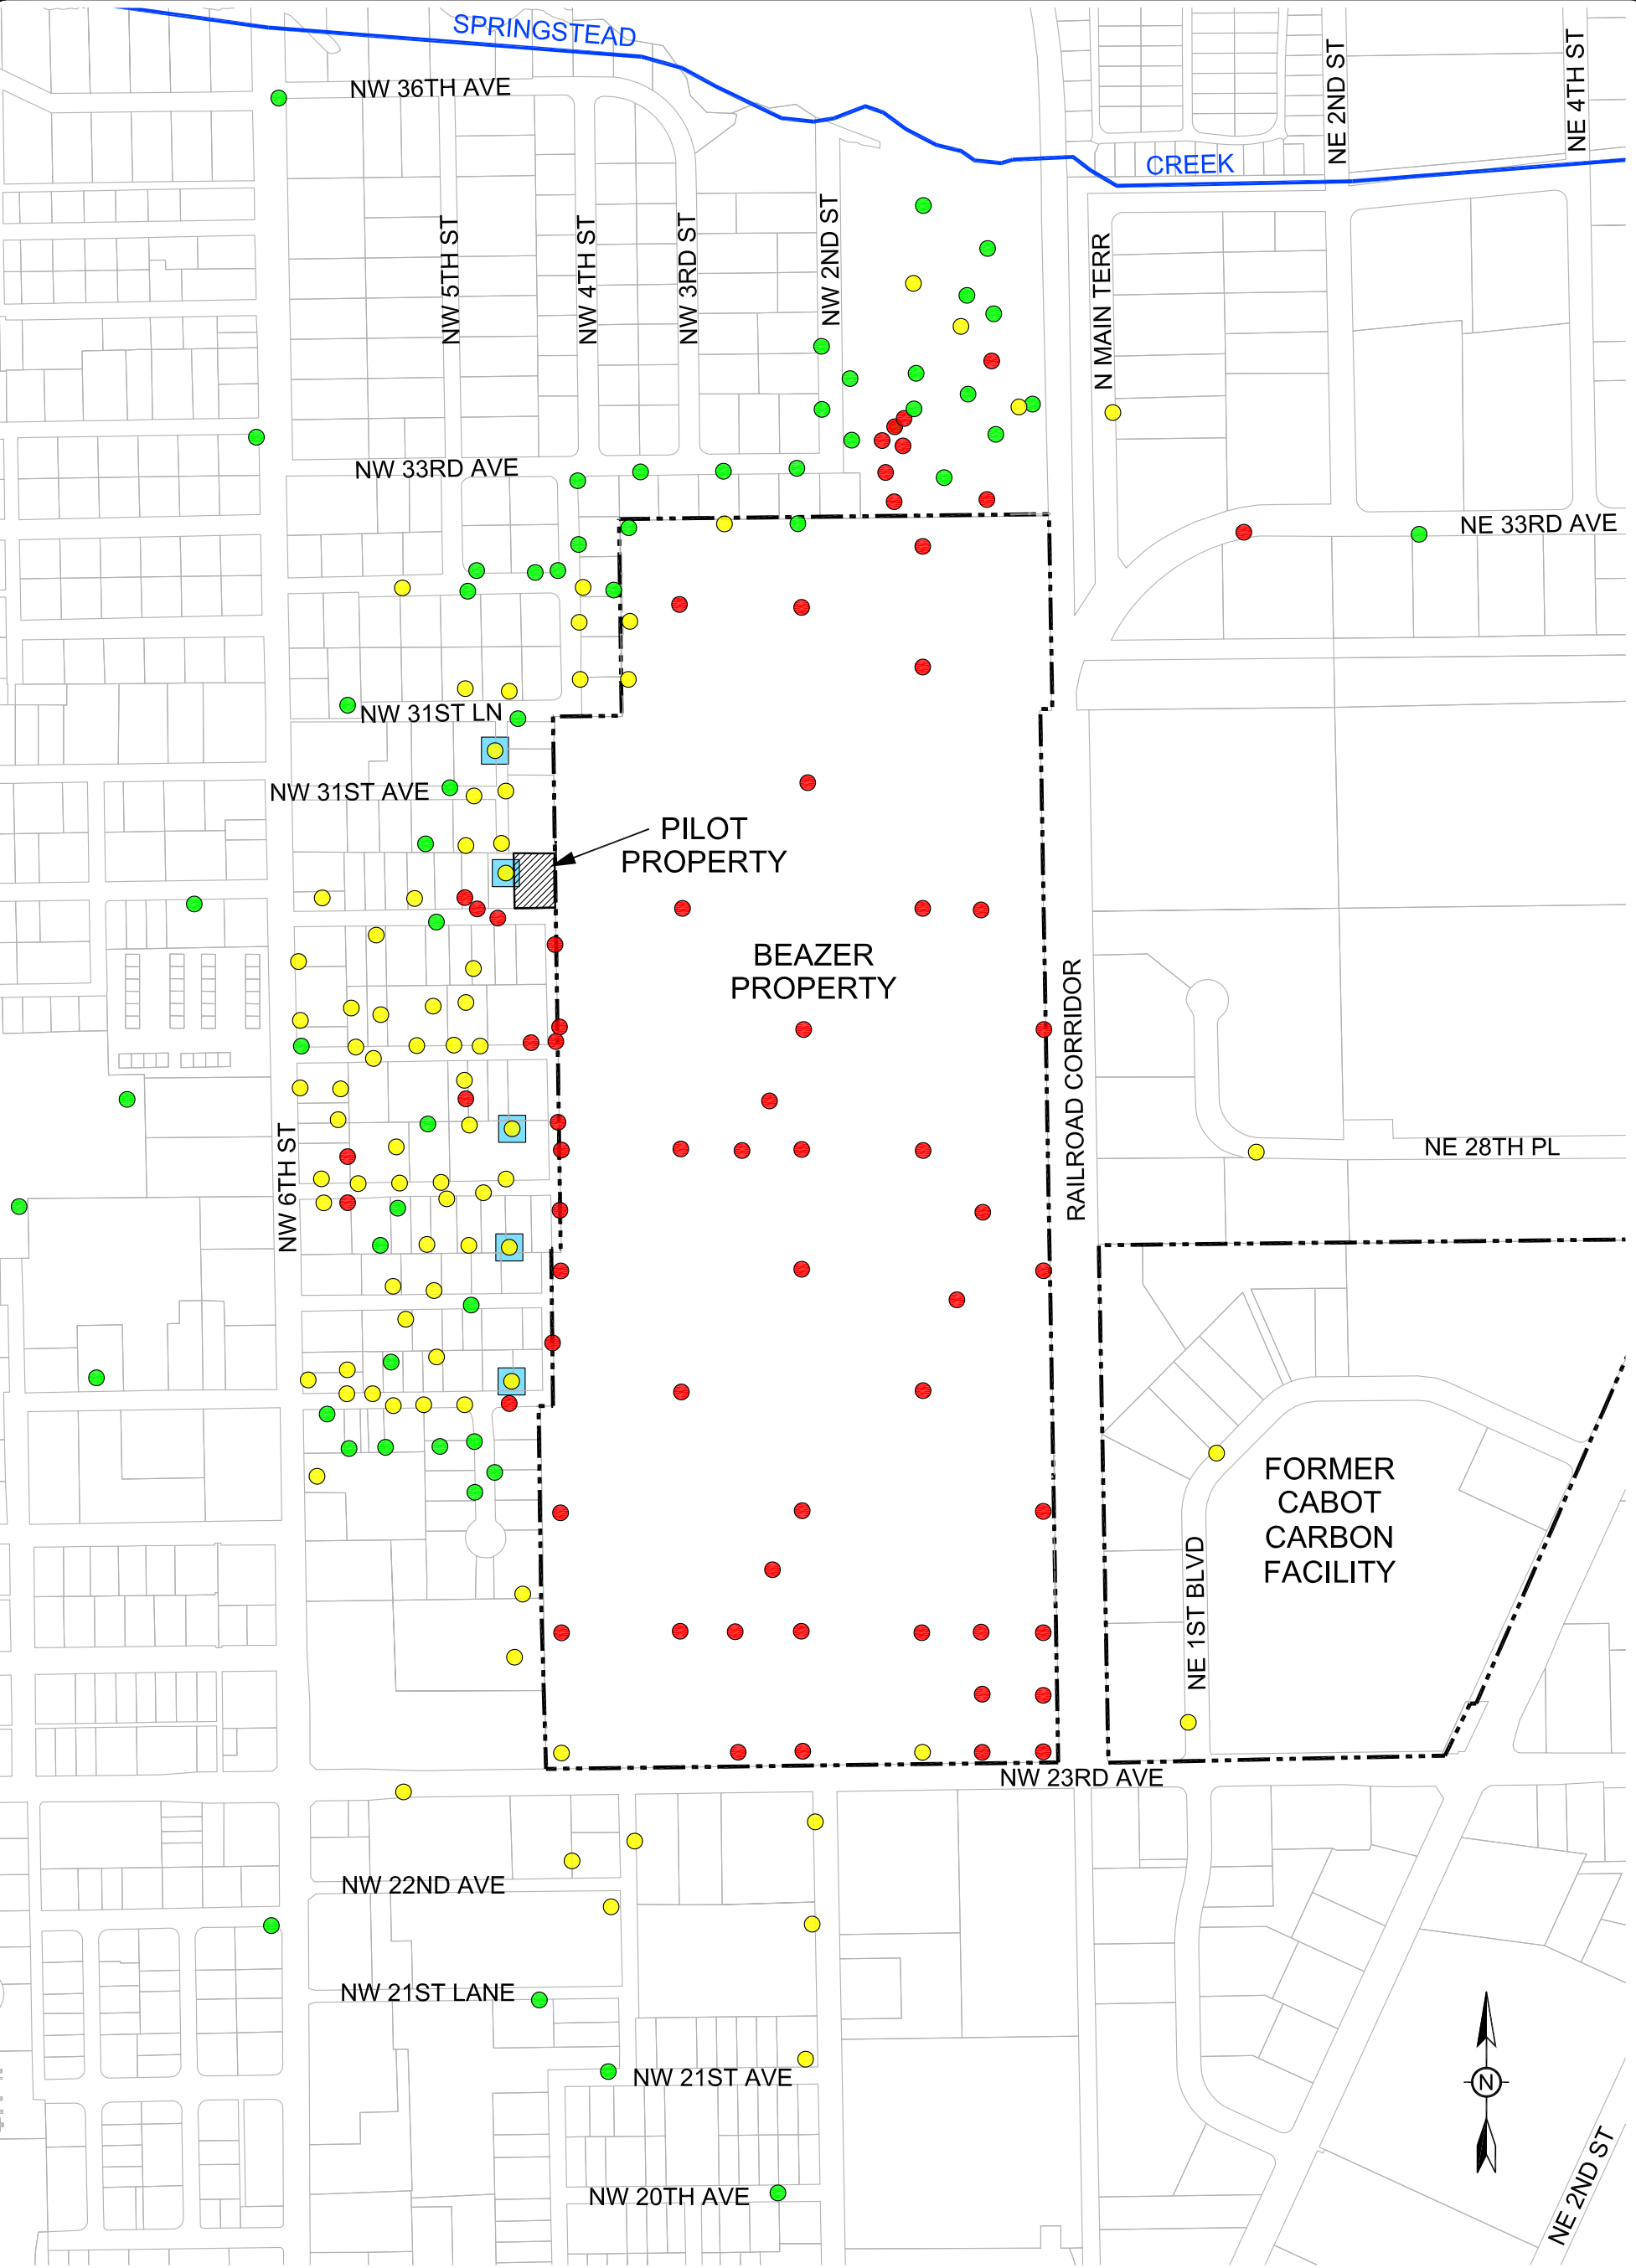 SPRINGSTEAD
NW 36TH AVE
NE 2ND ST
NE 4TH ST
CREEK
NW 5TH ST
NW 4TH ST
NW 3RD ST
NW 2ND ST
N MAIN TERR
NW 33RD AVE
NE 33RD AVE
NW 31ST LN
NW 31ST AVE
PILOT
PROPERTY
BEAZER
PROPERTY
RAILROAD CORRIDOR
NW 6TH ST
NE 28TH PL
FORMER
CABOT
CARBON
FACILITY
NE 1ST BLVD
NW 23RD AVE
NW 22ND AVE
NW 21ST LANE
NW 21ST AVE
N
NW 20TH AVE
NE 2ND ST